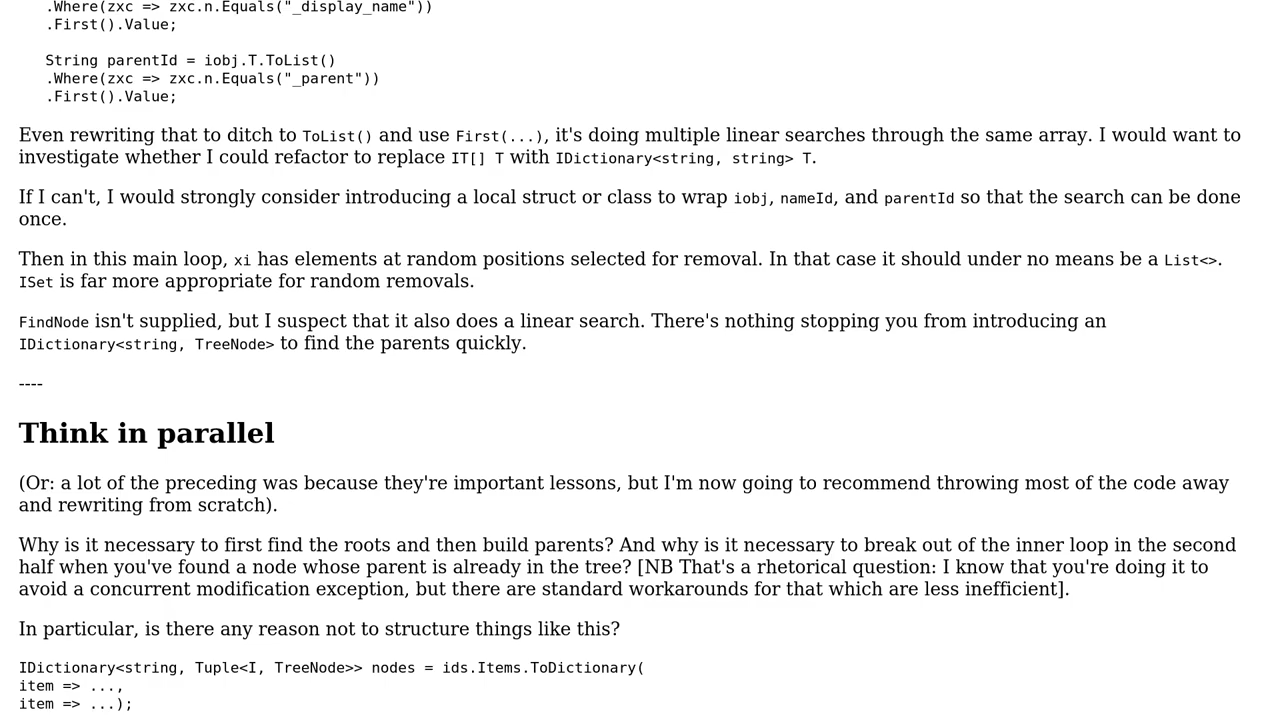 .Where(zxc => zxc.n.Equals("_display_name"))
.First().Value;
String parentId = iobj.T.ToList()
.Where(zxc => zxc.n.Equals("_parent"))
.First().Value;
Even rewriting that to ditch to ToList() and use First(...), it's doing multiple linear searches through the same array. I would want to
investigate whether I could refactor to replace IT[] T with IDictionary<string, string> T.
If I can't, I would strongly consider introducing a local struct or class to wrap iobj, nameId, and parentId so that the search can be done
once.
Then in this main loop, xi has elements at random positions selected for removal. In that case it should under no means be a List<>.
ISet is far more appropriate for random removals.
FindNode isn't supplied, but I suspect that it also does a linear search. There's nothing stopping you from introducing an
IDictionary<string, TreeNode> to find the parents quickly.
----
Think in parallel
(Or: a lot of the preceding was because they're important lessons, but I'm now going to recommend throwing most of the code away
and rewriting from scratch).
Why is it necessary to first find the roots and then build parents? And why is it necessary to break out of the inner loop in the second
half when you've found a node whose parent is already in the tree? [NB That's a rhetorical question: I know that you're doing it to
avoid a concurrent modification exception, but there are standard workarounds for that which are less inefficient].
In particular, is there any reason not to structure things like this?
IDictionary<string, Tuple<I, TreeNode>> nodes = ids.Items.ToDictionary(
item => ...,
item => ...);